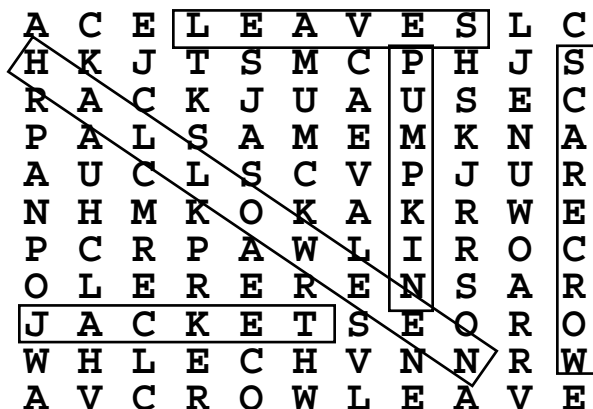 A C E L E A V E S L C
H K J T S M C P H J S
R A C K J U A U S E C
P A L S A M E M K N A
A U C L S C V P J U R
N H M K O K A K R W E
P C R P A W L I R O C
O L E R E R E N S A R
J A C K E T S E O R O
W H L E C H V N N R W
A V C R O W L E A V E